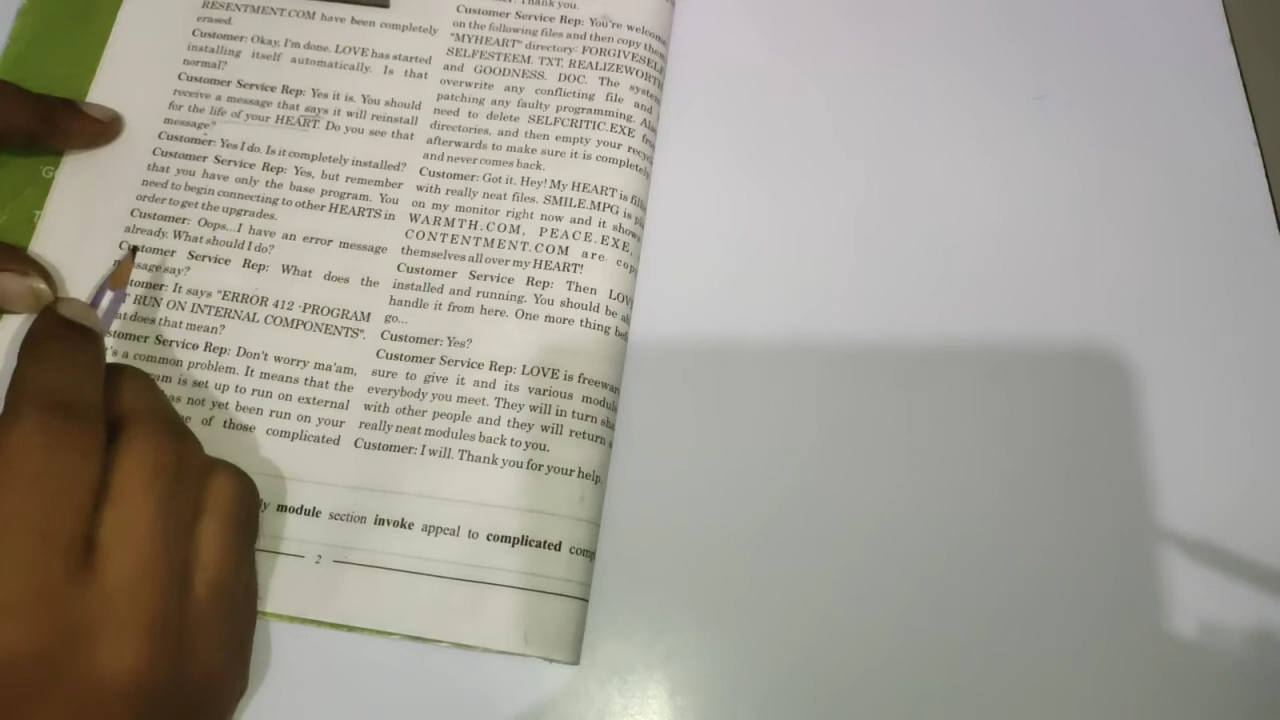 RESENTMENT.COM have been completely
erased.
Customer: Okay, I'm done. LOVE has started
installing itself automatically. Is that
normal?
Customer Service Rep: Yes it is. You should
receive a message that says it will reinstall
for the life of your HEART. Do you see that
message?
Customer: Yes I do. Is it completely installed?
Customer Service Rep: Yes, but remember
that you have only the base program. You
need to begin connecting to other HEARTS in
order to get the upgrades.
Customer: Oops...I have an error message
already. What should I do?
Customer Service Rep: What does the
say?
It says "ERROR 412 -PROGRAM
RUN ON INTERNAL COMPONENTS".
does that mean?
Service Rep: Don't worry ma'am,
a common problem. It means that the
is set up to run on external
has not yet been run on your
of those complicated
Thank you.
Customer Service Rep: You're welcome
on the following files and then copy
"MYHEART" directory: FORGIVESELF
SELFESTEEM. TXT, REALIZEWORTH
and GOODNESS. DOC. The system
overwrite any conflicting file and
patching any faulty programming.
need to delete SELFCRITIC.EXE
directories, and then empty your
afterwards to make sure it is completely
and never comes back.
Customer: Got it. Hey! My HEART is
with really neat files. SMILE.MPG is
on my monitor right now and it shows
WARMTH.COM, PEACE.EXE,
CONTENTMENT.COM are
themselves all over my HEART!
Customer Service Rep: Then
installed and running. You should be
handle it from here. One more thing
go...
Customer: Yes?
Customer Service Rep: LOVE is
sure to give it and its various
everybody you meet. They will in turn
with other people and they will return
really neat modules back to you.
Customer: I will. Thank you for your help.
module section invoke appeal to complicated
2